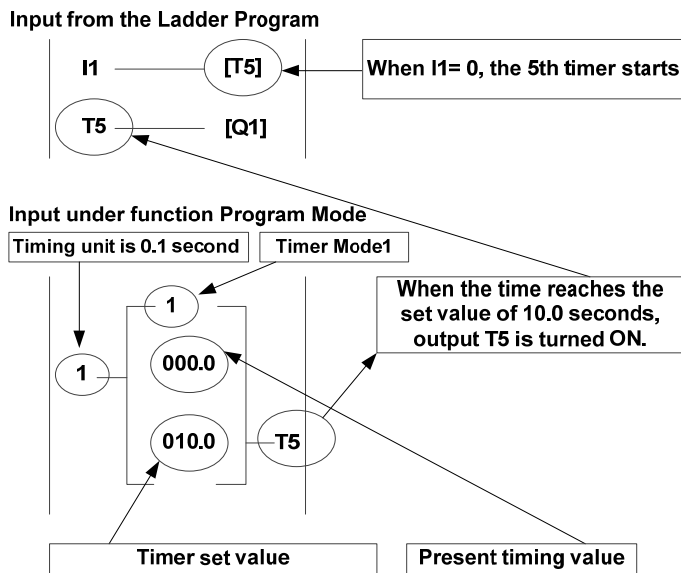 Input from the Ladder Program
I1 [T5]
When I1= 0, the 5th timer starts
T5 [Q1]
Input under function Program Mode
Timing unit is 0.1 second
Timer Mode1
1
When the time reaches the
set value of 10.0 seconds,
output T5 is turned ON.
000.0
1
010.0
T5
Timer set value
Present timing value